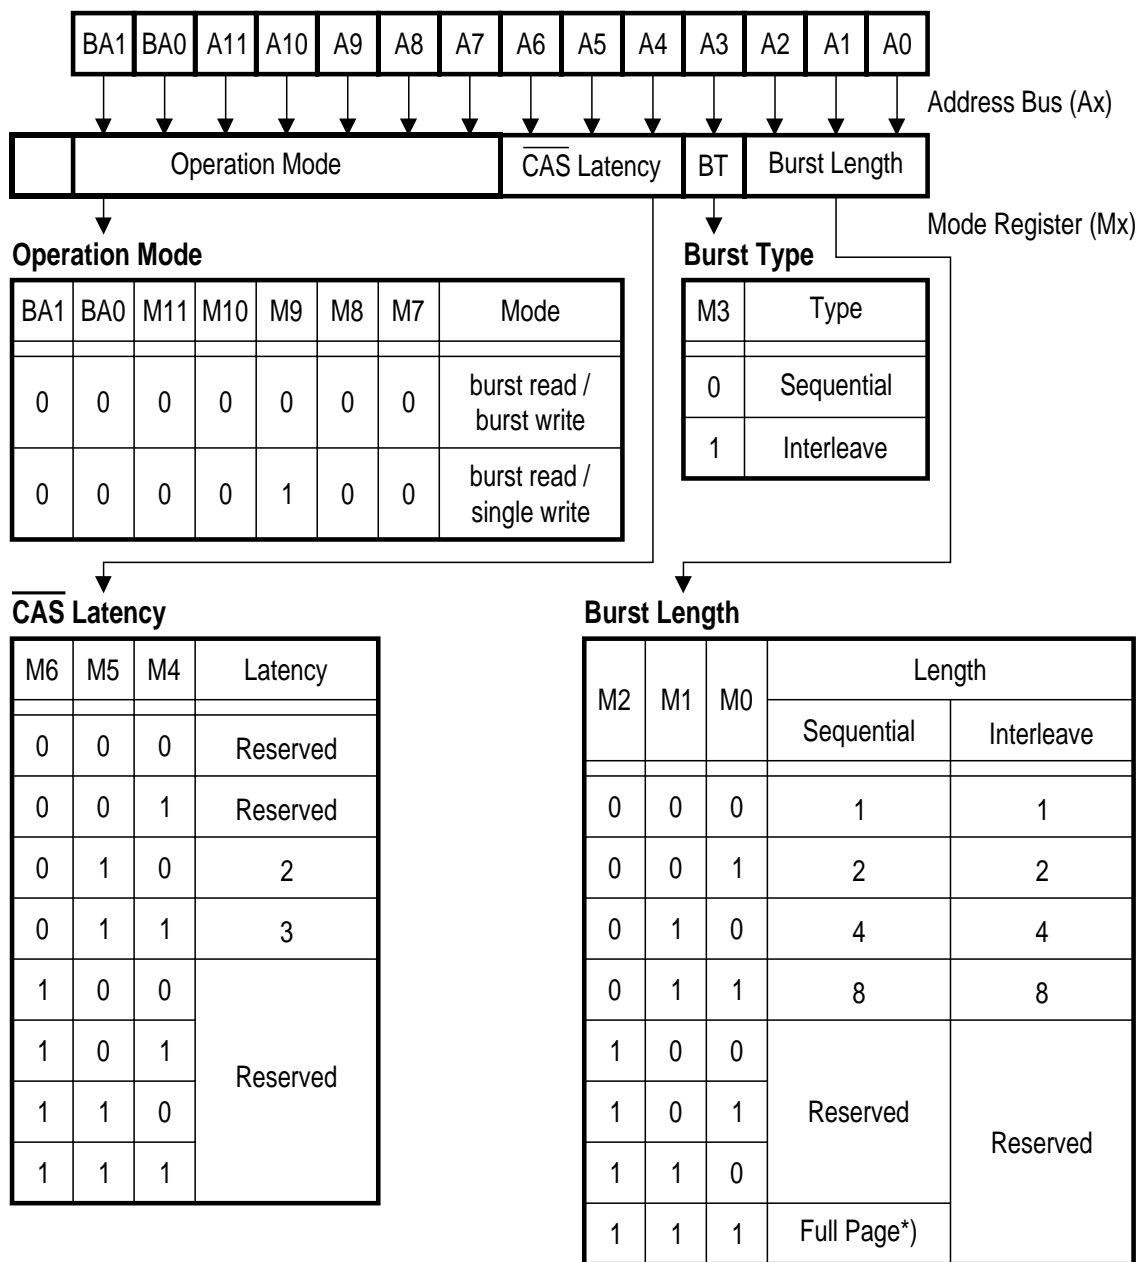 BA1 BA0 A11 A10 A9 A8 A7 A6 A5 A4 A3 A2 A1 A0
Address Bus (Ax)
Operation Mode CAS Latency BT Burst Length
Mode Register (Mx)
Operation Mode
BA1 BA0 M11 M10 M9 M8 M7 Mode
0 0 0 0 0 0 0 burst read /
burst write
0 0 0 0 1 0 0 burst read /
single write
Burst Type
M3 Type
0 Sequential
1 Interleave
CAS Latency
M6 M5 M4 Latency
0 0 0 Reserved
0 0 1 Reserved
0 1 0 2
0 1 1 3
1 0 0
1 0 1
Reserved
1 1 0
1 1 1
Burst Length
M2 M1 M0 Length
Sequential Interleave
0 0 0 1 1
0 0 1 2 2
0 1 0 4 4
0 1 1 8 8
1 0 0
1 0 1 Reserved
Reserved
1 1 0
1 1 1 Full Page*)